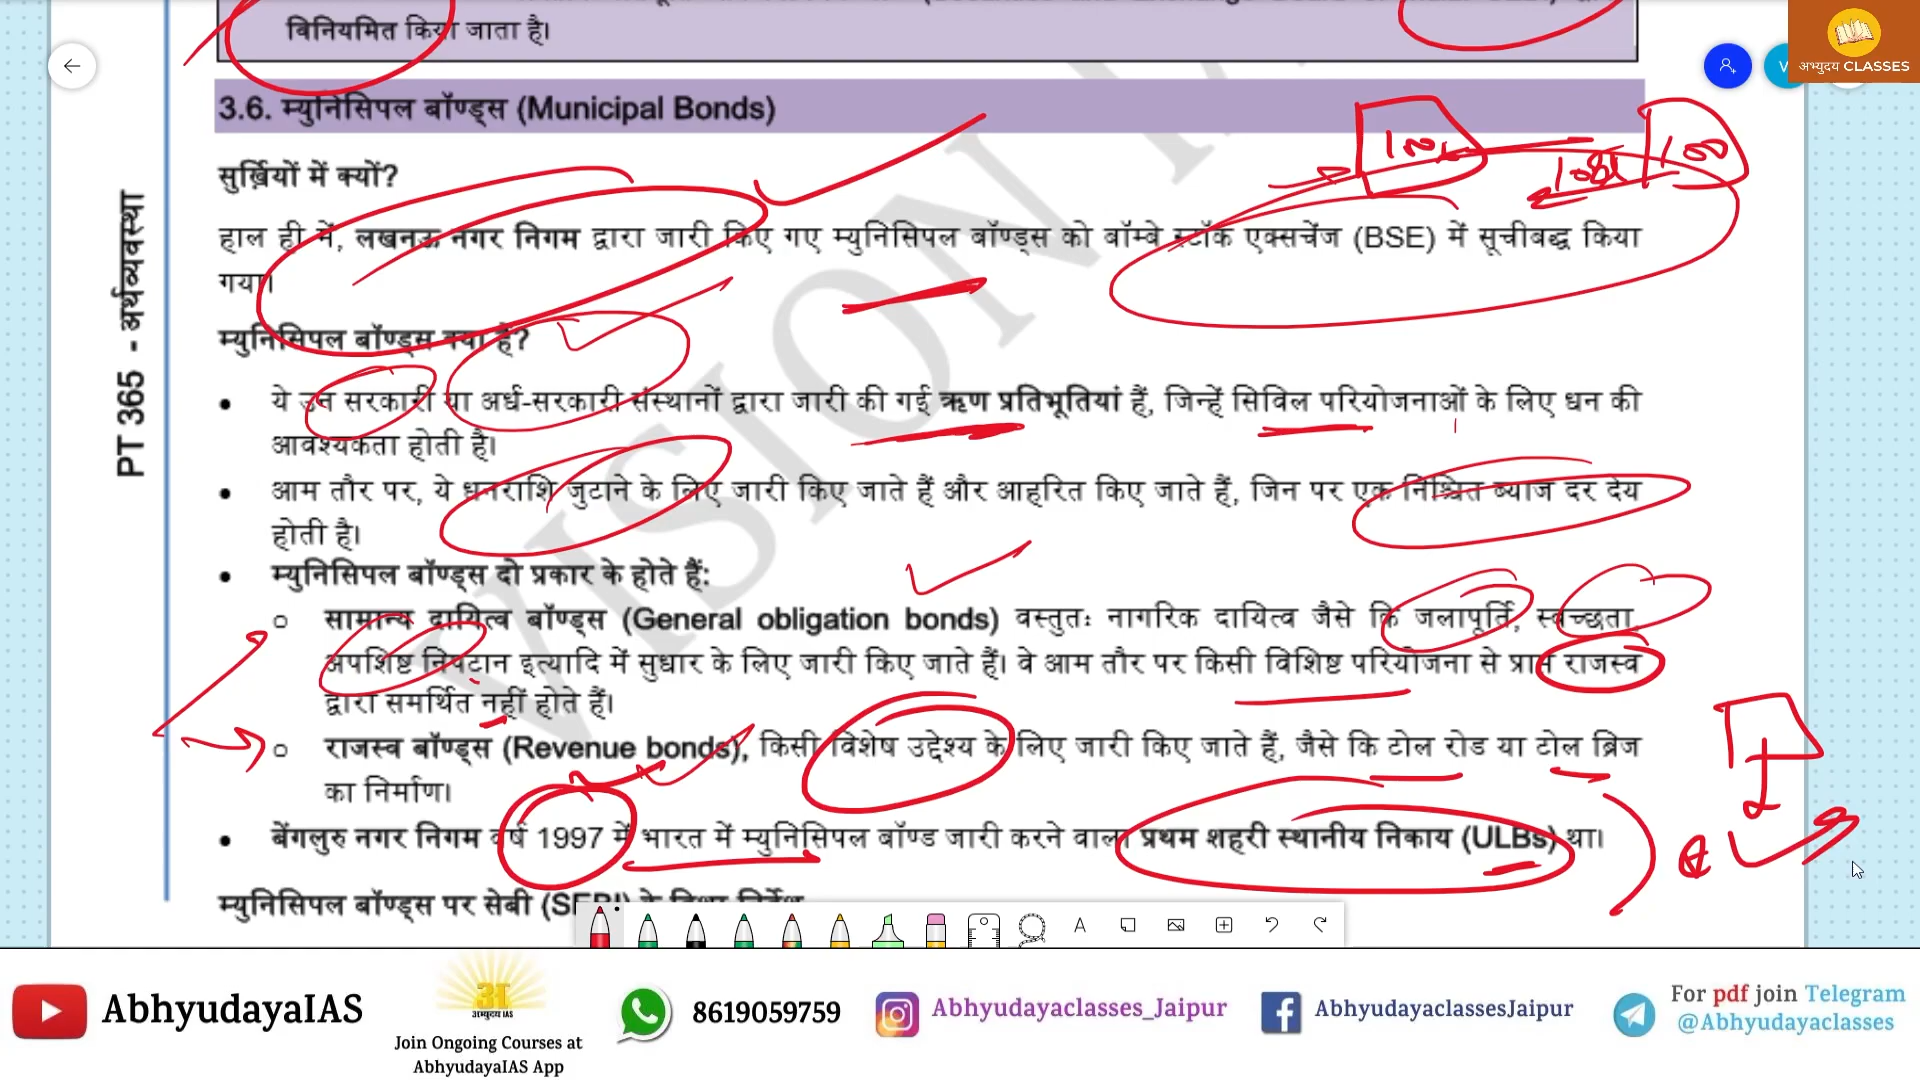 विनियमित किया जाता है।
अभ्युदय CLASSES
3.6. म्युनिसिपल बॉण्ड्स (Municipal Bonds)
सुर्ख़ियों में क्यों?
हाल ही में, लखनऊ नगर निगम द्वारा जारी किए गए म्युनिसिपल बॉण्ड्स को बॉम्बे स्टॉक एक्सचेंज (BSE) में सूचीबद्ध किया
गया।
म्युनिसिपल बॉण्ड्स क्या हैं?
• ये उन सरकारी या अर्ध-सरकारी संस्थानों द्वारा जारी की गई ऋण प्रतिभूतियां हैं, जिन्हें सिविल परियोजनाओं के लिए धन की
आवश्यकता होती है।
• आम तौर पर, ये धनराशि जुटाने के लिए जारी किए जाते हैं और आहरित किए जाते हैं, जिन पर एक निश्चित ब्याज दर देय
होती है।
• म्युनिसिपल बॉण्ड्स दो प्रकार के होते हैं:
o सामान्य दायित्व बॉण्ड्स (General obligation bonds) वस्तुतः नागरिक दायित्व जैसे कि जलापूर्ति, स्वच्छता,
अपशिष्ट निपटान इत्यादि में सुधार के लिए जारी किए जाते हैं। वे आम तौर पर किसी विशिष्ट परियोजना से प्राप्त राजस्व
द्वारा समर्थित नहीं होते हैं।
o राजस्व बॉण्ड्स (Revenue bonds), किसी विशेष उद्देश्य के लिए जारी किए जाते हैं, जैसे कि टोल रोड या टोल ब्रिज
का निर्माण।
• बेंगलुरु नगर निगम वर्ष 1997 में भारत में म्युनिसिपल बॉण्ड जारी करने वाला प्रथम शहरी स्थानीय निकाय (ULBs) था।
म्युनिसिपल बॉण्ड्स पर सेबी (SEBI) के दिशा निर्देश
PT 365 - अर्थव्यवस्था
VISION
100
AbhyudayaIAS
अभ्युदय IAS
Join Ongoing Courses at
AbhyudayaIAS App
8619059759
Abhyudayaclasses_Jaipur
AbhyudayaclassesJaipur
For pdf join Telegram
@Abhyudayaclasses